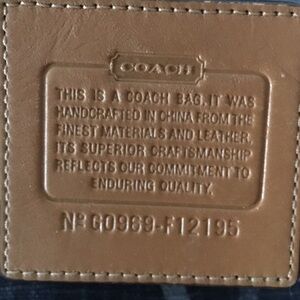 COACH
THIS IS A COACH BAG. IT WAS
HANDCRAFTED IN CHINA FROM THE
FINEST MATERIALS AND LEATHER.
ITS SUPERIOR CRAFTSMANSHIP
REFLECTS OUR COMMITMENT TO
ENDURING QUALITY.
Nº G0969-F12195